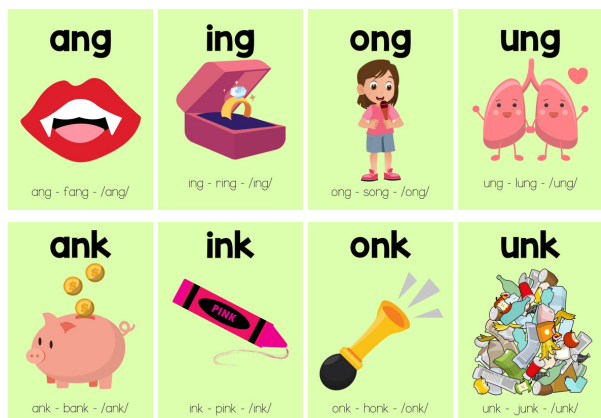 ang
ing
ong
ung
ang - fang - /ang/
ing - ring - /ing/
ong - song - /ong/
ung - lung - /ung/
ank
ink
onk
unk
PINK
ank - bank - /ank/
ink - pink - /ink/
onk - honk - /onk/
unk - junk - /unk/